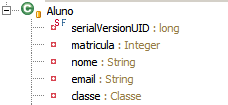 Aluno
serialVersionUID : long
matricula : Integer
nome : String
email : String
classe : Classe